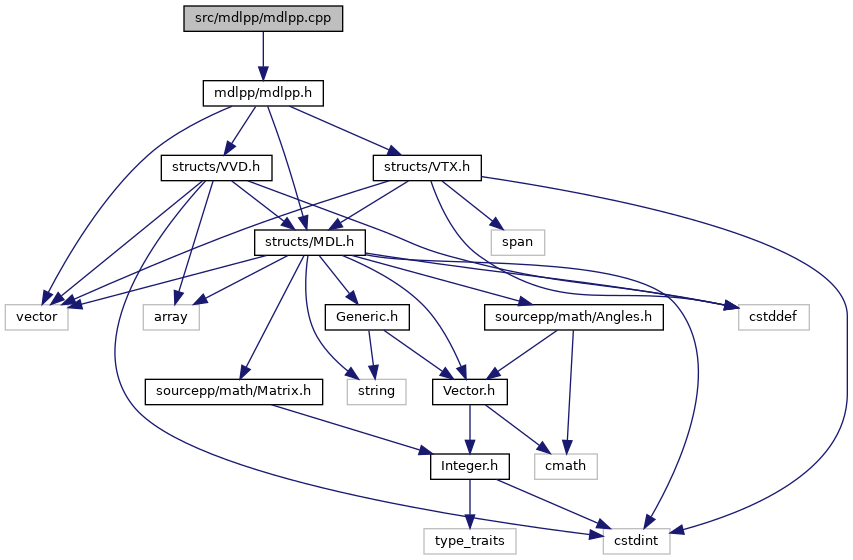 src/mdlpp/mdlpp.cpp
mdlpp/mdlpp.h
structs/VVD.h
structs/VTX.h
structs/MDL.h
span
vector
array
Generic.h
sourcepp/math/Angles.h
cstddef
sourcepp/math/Matrix.h
string
Vector.h
Integer.h
cmath
type_traits
cstdint